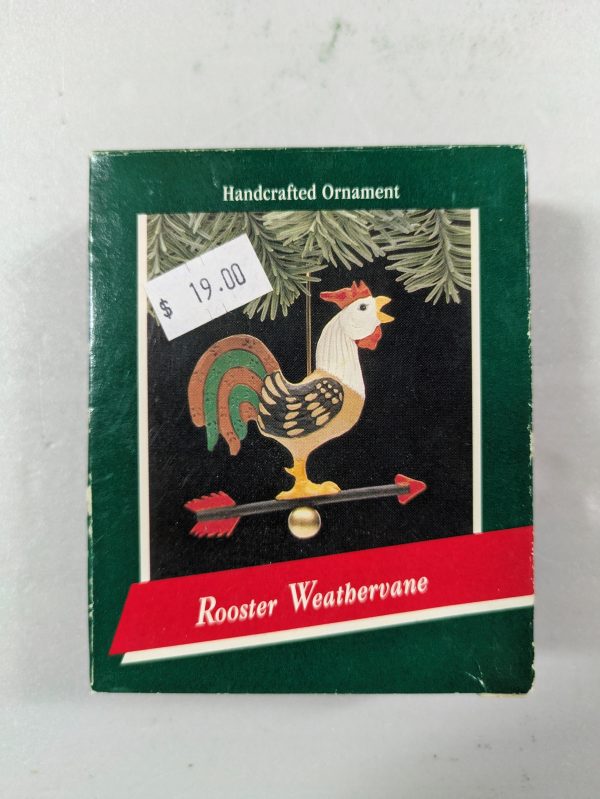 Handcrafted Ornament
$ 19.00
Rooster Weathervane